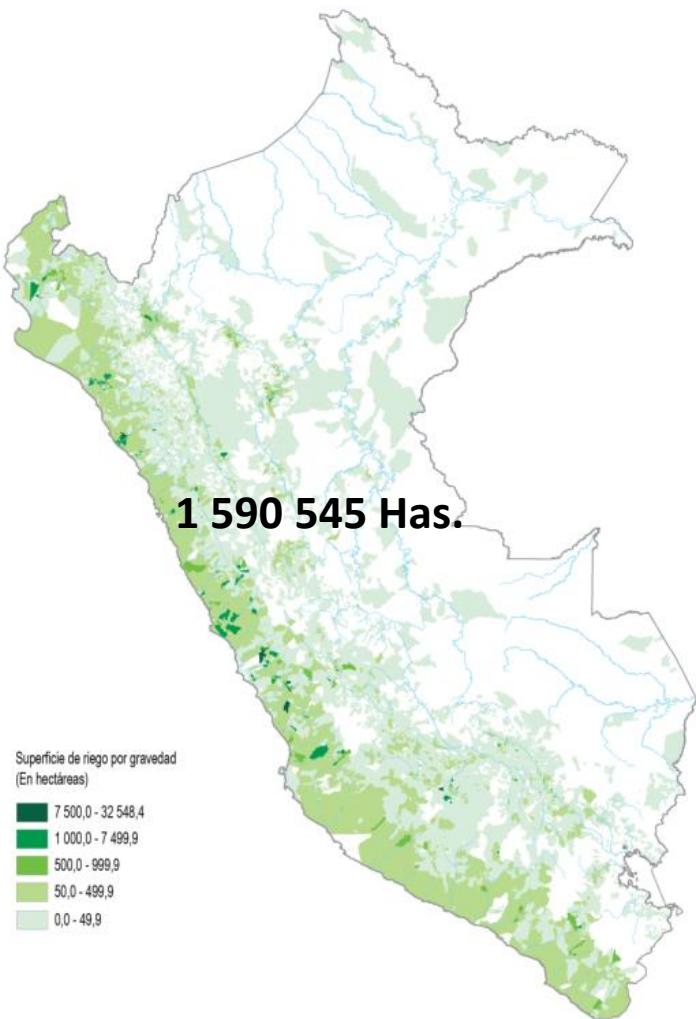 1 590 545 Has.
Superficie de riego por gravedad
(En hectáreas)
7 500,0 - 32 548,4
1 000,0 - 7 499,9
500,0 - 999,9
50,0 - 499,9
0,0 - 49,9